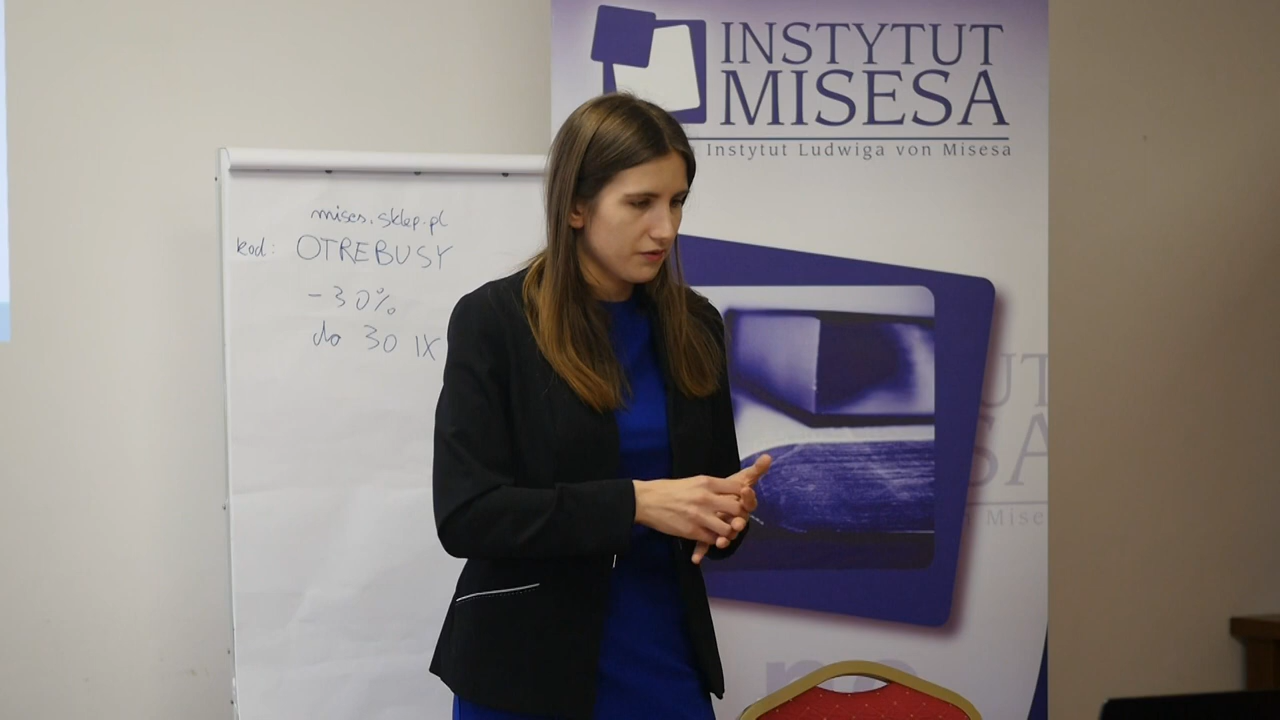 INSTYTUT
MISESA
Instytut Ludwiga von Misesa
mises.sklep.pl
kod: OTREBUSY
-30%
do 30 IX